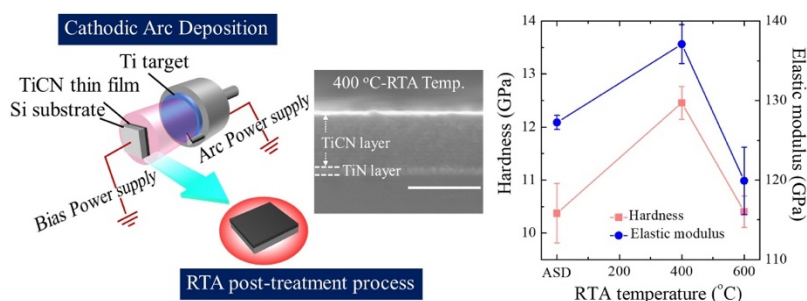 Cathodic Arc Deposition
Ti target
TiCN thin film
Si substrate
Arc Power supply
Bias Power supply
RTA post-treatment process
400 °C-RTA Temp.
TiCN layer
TiN layer
Hardness (GPa)
14
13
12
11
10
9
Hardness
Elastic modulus
ASD
200
400
600
RTA temperature (°C)
140
130
120
110
Elastic modulus (GPa)